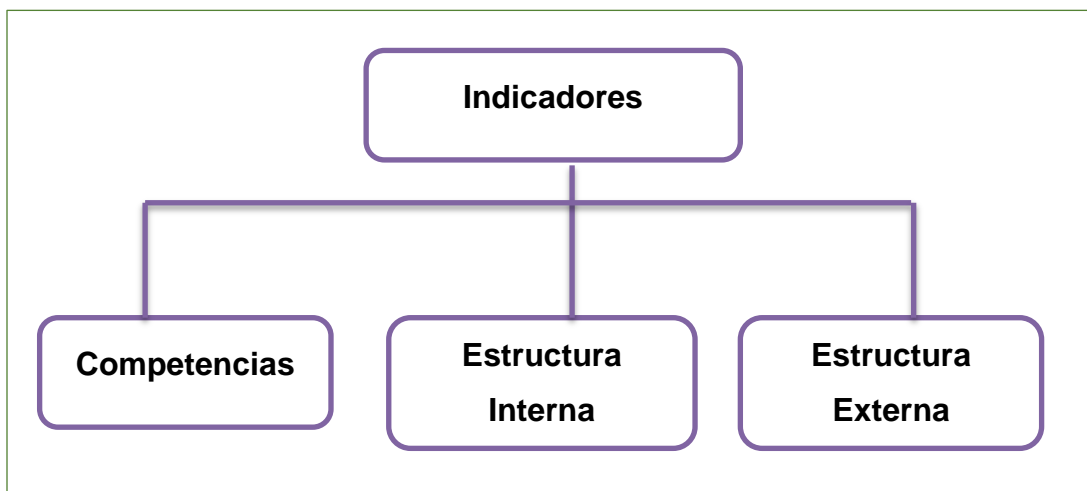 Indicadores
Competencias
Estructura
Interna
Estructura
Externa